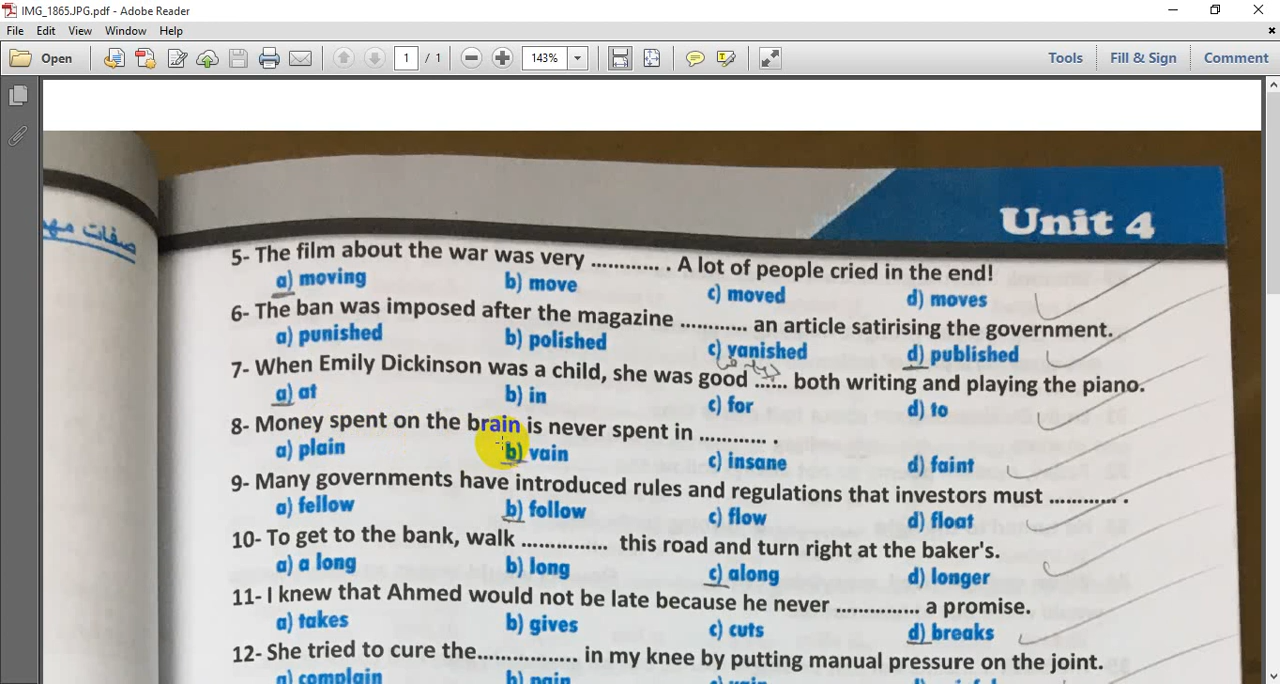 IMG_1865.JPG.pdf - Adobe Reader
File Edit View Window Help
Open 1 / 1 143% Tools Fill & Sign Comment
Unit 4
5- The film about the war was very ............ . A lot of people cried in the end!
a) moving b) move c) moved d) moves
6- The ban was imposed after the magazine ............ an article satirising the government.
a) punished b) polished c) vanished d) published
7- When Emily Dickinson was a child, she was good ...... both writing and playing the piano.
a) at b) in c) for d) to
8- Money spent on the brain is never spent in ............ .
a) plain b) vain c) insane d) faint
9- Many governments have introduced rules and regulations that investors must ............ .
a) fellow b) follow c) flow d) float
10- To get to the bank, walk ............... this road and turn right at the baker's.
a) a long b) long c) along d) longer
11- I knew that Ahmed would not be late because he never ............... a promise.
a) takes b) gives c) cuts d) breaks
12- She tried to cure the.................. in my knee by putting manual pressure on the joint.
a) complain b) pain
صفات